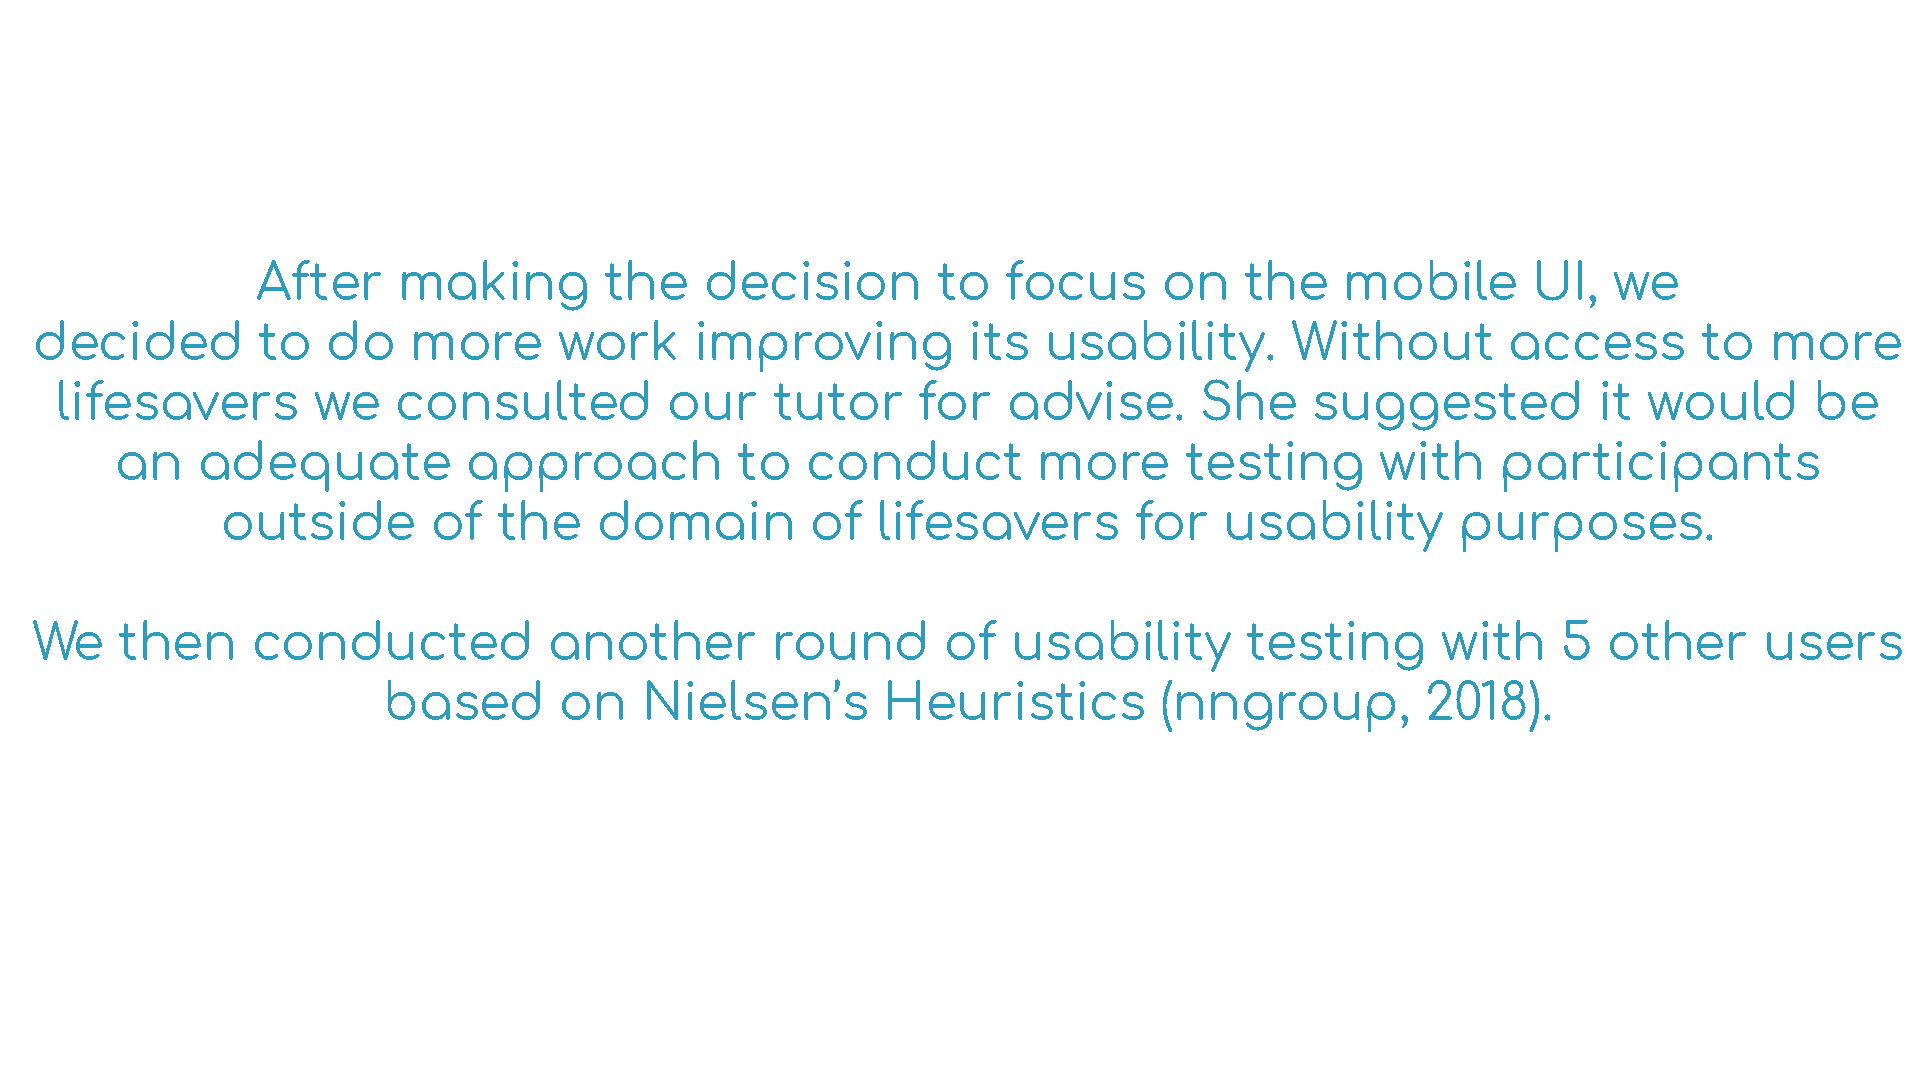 After making the decision to focus on the mobile UI, we
decided to do more work improving its usability. Without access to more
lifesavers we consulted our tutor for advise. She suggested it would be
an adequate approach to conduct more testing with participants
outside of the domain of lifesavers for usability purposes.
We then conducted another round of usability testing with 5 other users
based on Nielsen’s Heuristics (nngroup, 2018).